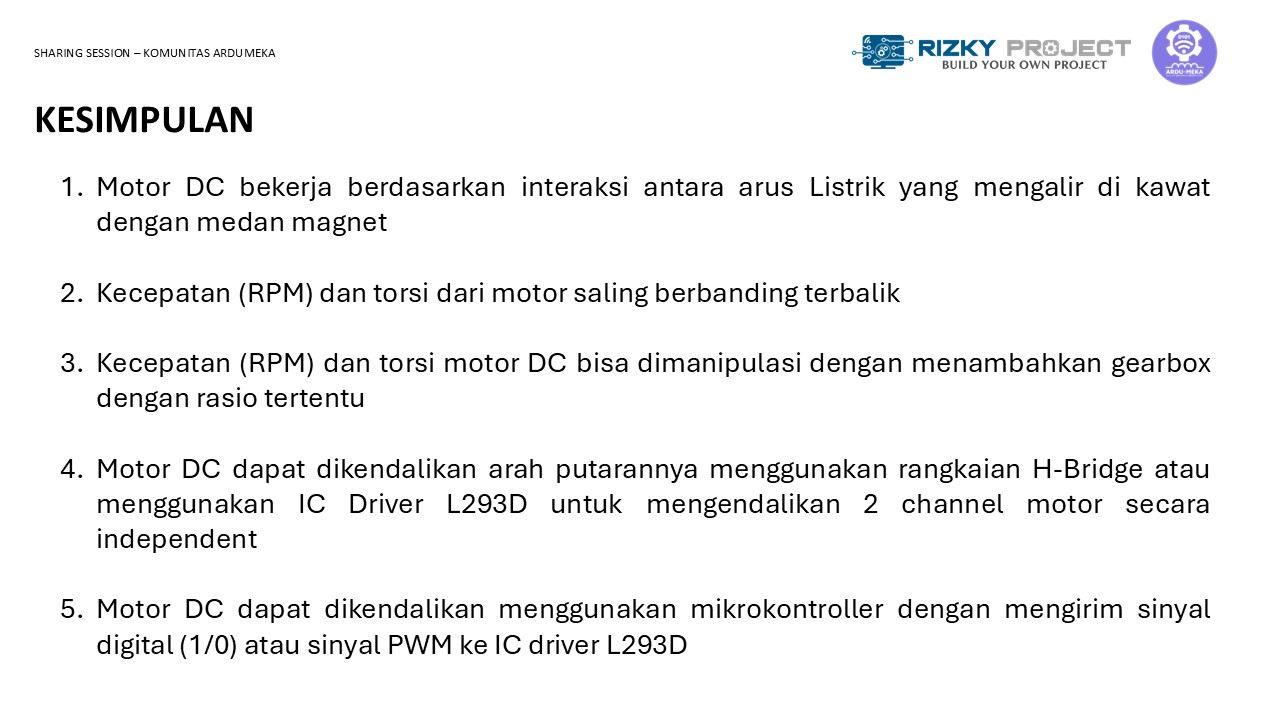 SHARING SESSION – KOMUNITAS ARDUMEKA
RIZKY PROJECT
BUILD YOUR OWN PROJECT
0101
ARDU-MEKA
KESIMPULAN
1. Motor DC bekerja berdasarkan interaksi antara arus Listrik yang mengalir di kawat
dengan medan magnet
2. Kecepatan (RPM) dan torsi dari motor saling berbanding terbalik
3. Kecepatan (RPM) dan torsi motor DC bisa dimanipulasi dengan menambahkan gearbox
dengan rasio tertentu
4. Motor DC dapat dikendalikan arah putarannya menggunakan rangkaian H-Bridge atau
menggunakan IC Driver L293D untuk mengendalikan 2 channel motor secara
independent
5. Motor DC dapat dikendalikan menggunakan mikrokontroller dengan mengirim sinyal
digital (1/0) atau sinyal PWM ke IC driver L293D